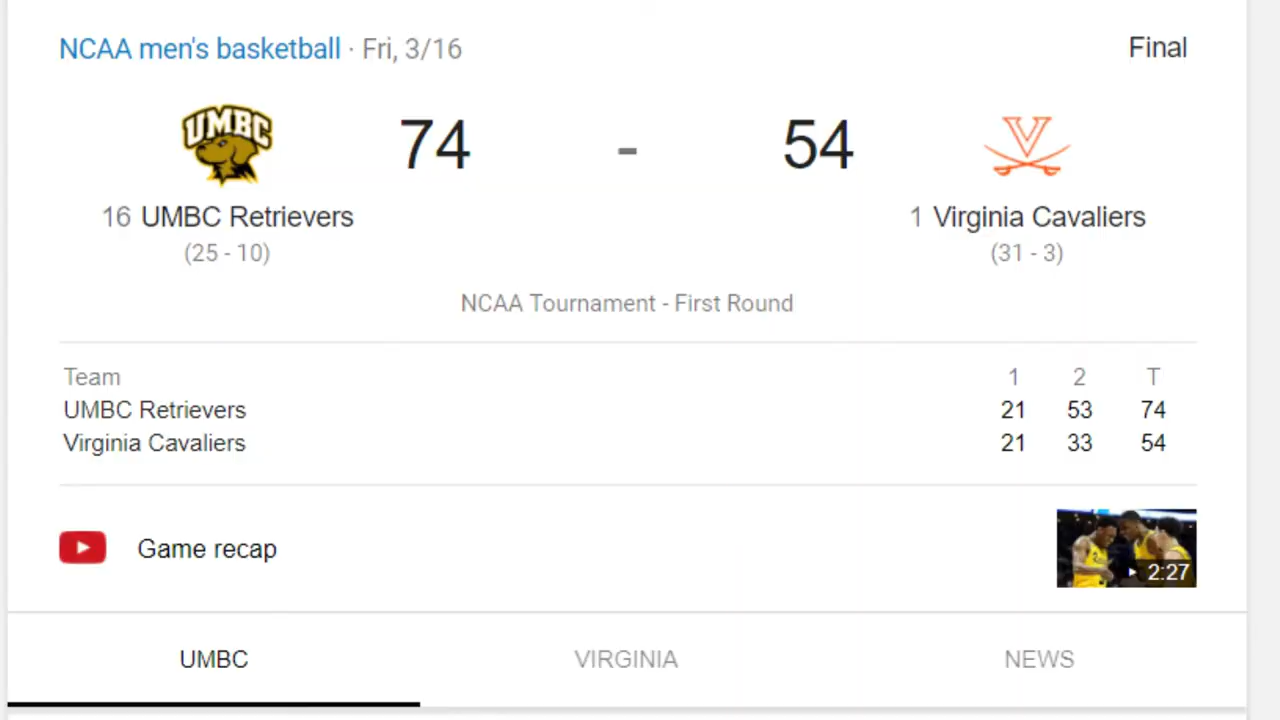 NCAA men's basketball · Fri, 3/16 Final
UMBC
74 - 54
V
16 UMBC Retrievers 1 Virginia Cavaliers
(25 - 10) (31 - 3)
NCAA Tournament - First Round
Team 1 2 T
UMBC Retrievers 21 53 74
Virginia Cavaliers 21 33 54
Game recap 2:27
UMBC VIRGINIA NEWS